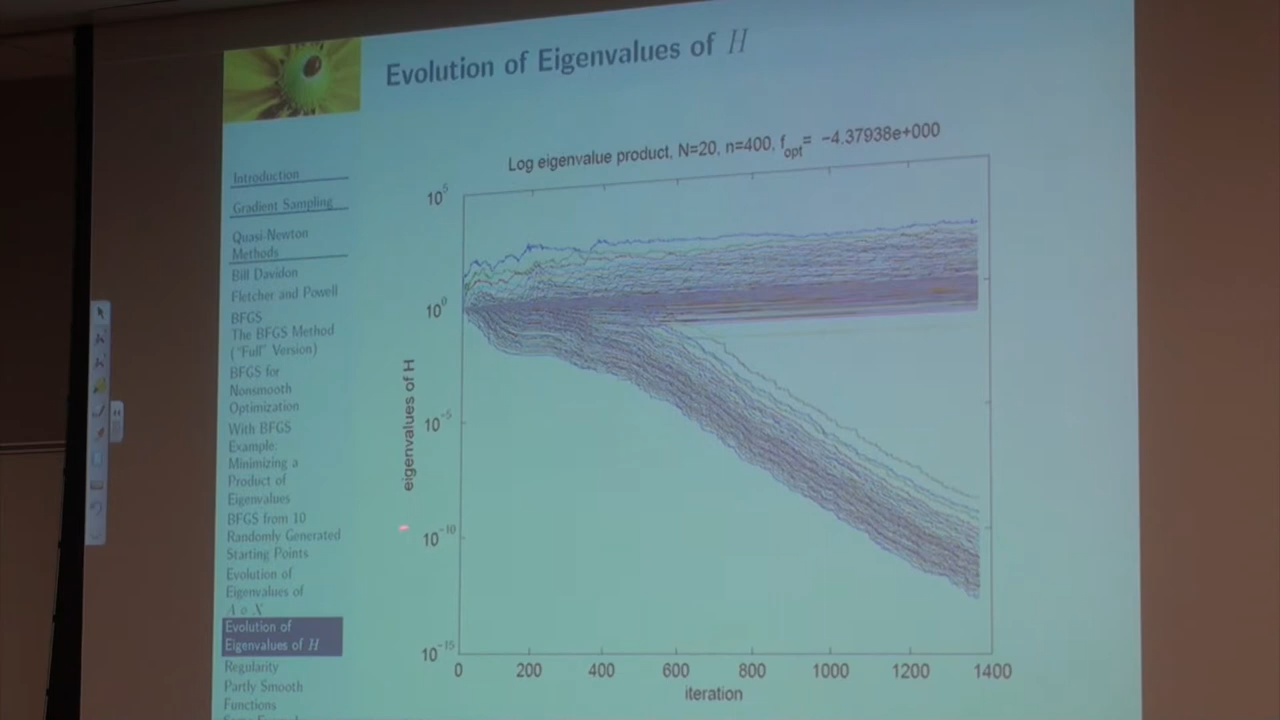 Evolution of Eigenvalues of H
Introduction
Gradient Sampling
Quasi-Newton
Methods
Bill Davidon
Fletcher and Powell
BFGS
The BFGS Method
("Full" Version)
BFGS for
Nonsmooth
Optimization
With BFGS
Example:
Minimizing a
Product of
Eigenvalues
BFGS from 10
Randomly Generated
Starting Points
Evolution of
Eigenvalues of
A o X
Evolution of
Eigenvalues of H
Regularity
Partly Smooth
Functions
Log eigenvalue product, N=20, n=400, fopt= −4.37938e+000
10^5
10^0
10^−5
10^−10
10^−15
eigenvalues of H
0 200 400 600 800 1000 1200 1400
iteration